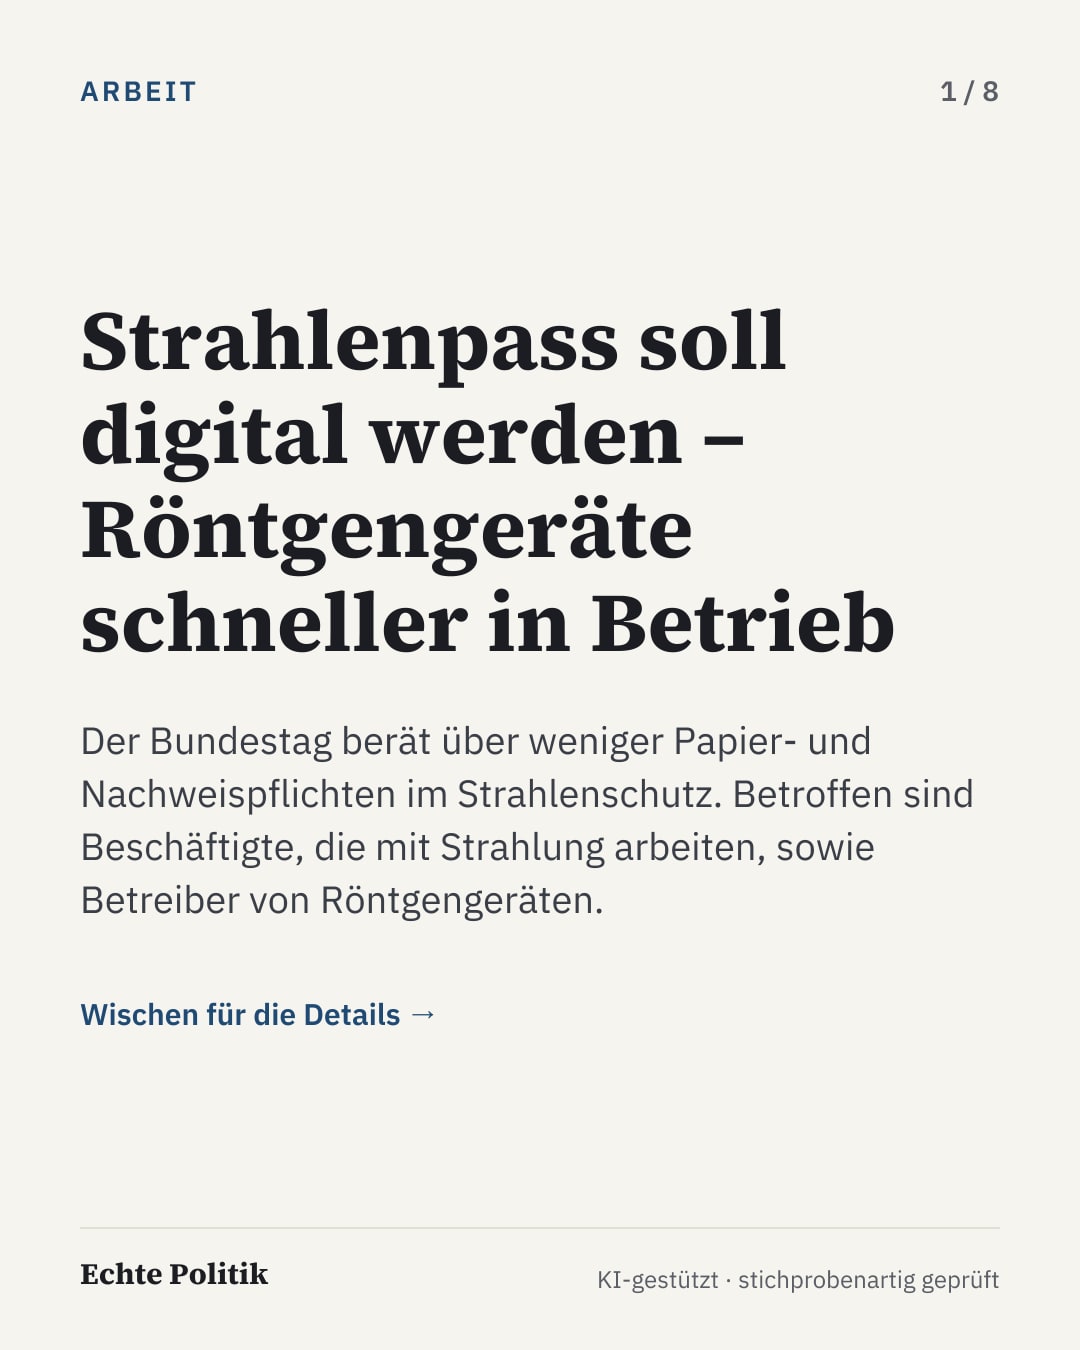 ARBEIT
1 / 8
Strahlenpass soll
digital werden –
Röntgengeräte
schneller in Betrieb
Der Bundestag berät über weniger Papier- und
Nachweispflichten im Strahlenschutz. Betroffen sind
Beschäftigte, die mit Strahlung arbeiten, sowie
Betreiber von Röntgengeräten.
Wischen für die Details →
Echte Politik
KI-gestützt · stichprobenartig geprüft